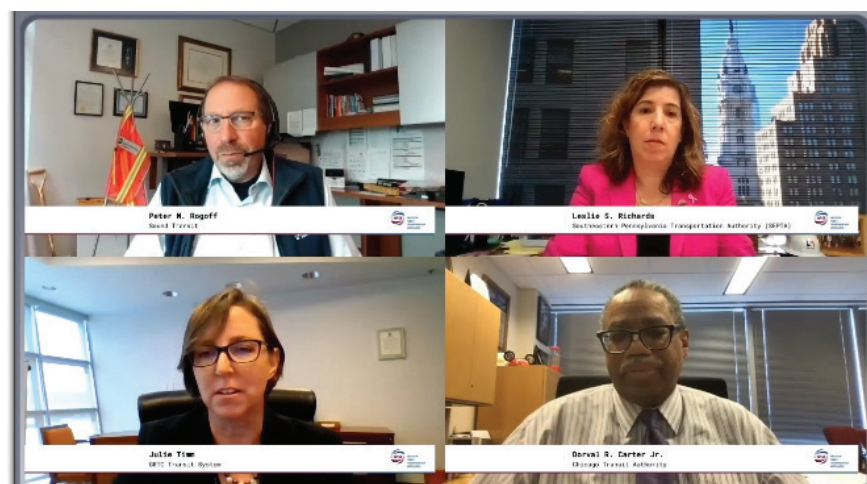 Peter M. Rogoff
Sound Transit
Leslie S. Richards
Southeastern Pennsylvania Transportation Authority (SEPTA)
Julie Timm
GRTC Transit System
Dorval R. Carter Jr.
Chicago Transit Authority